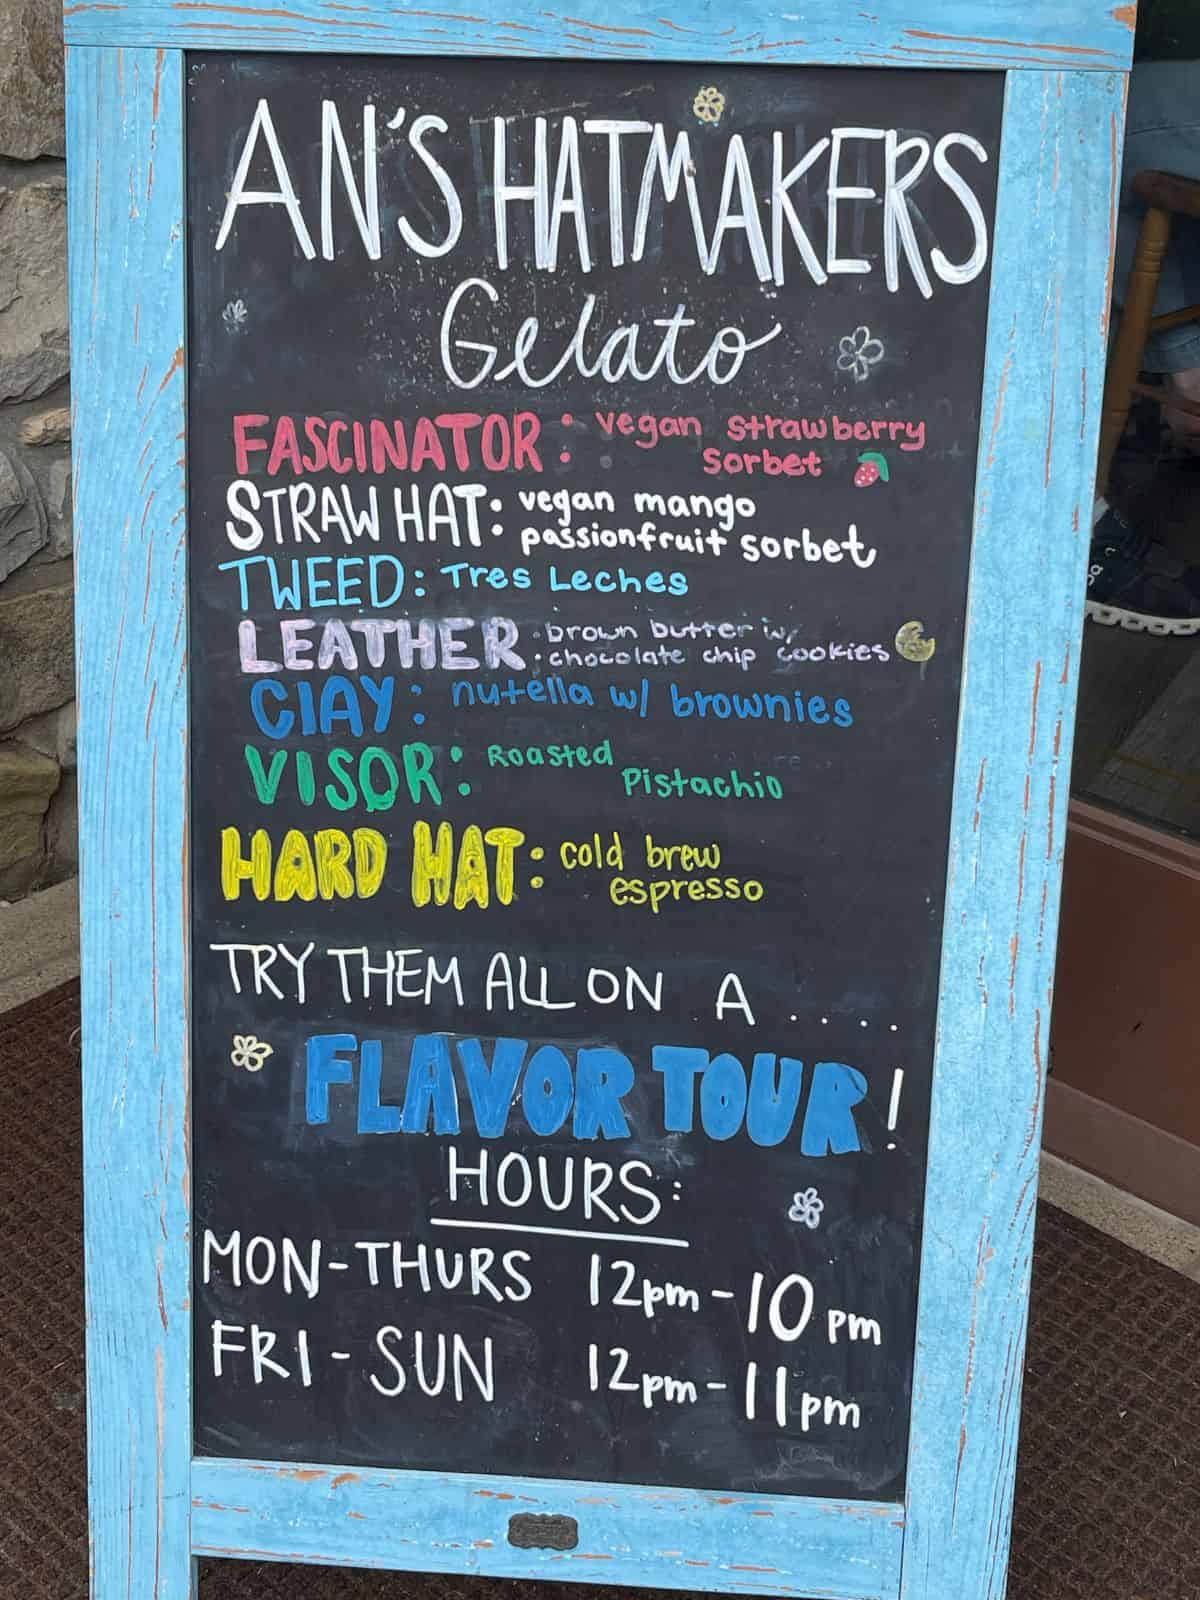 AN'S HATMAKERS
Gelato
FASCINATOR: vegan strawberry
sorbet
STRAW HAT: vegan mango
passionfruit sorbet
TWEED: Tres Leches
LEATHER: brown butter w/
chocolate chip cookies
ClAY: nutella w/ brownies
VISOR: Roasted
Pistachio
HARD HAT: cold brew
espresso
TRY THEM ALL ON A .....
FLAVOR TOUR!
HOURS:
MON-THURS 12pm-10pm
FRI-SUN 12pm-11pm